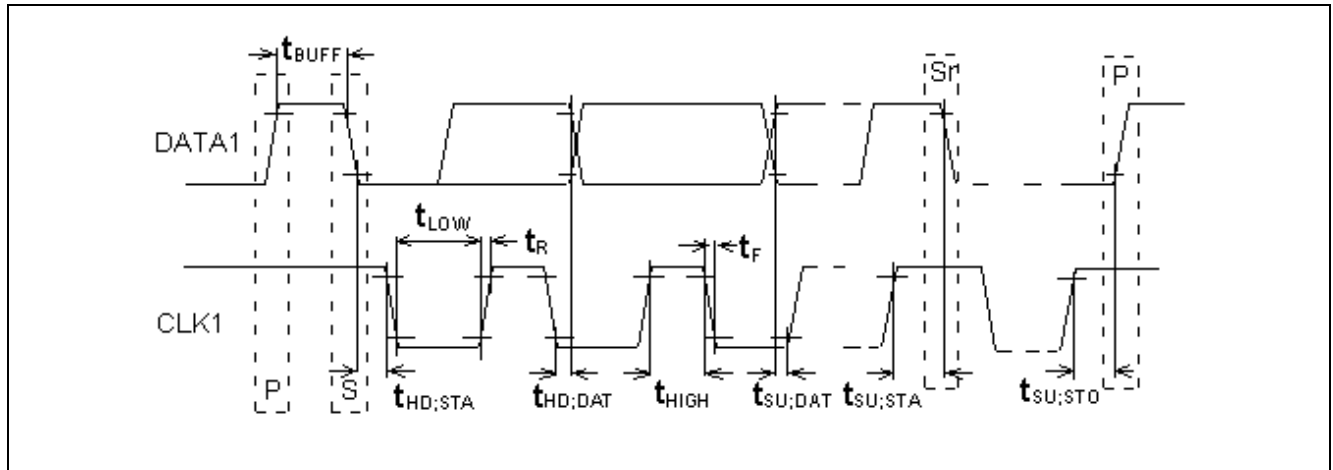 tBUFF
Sr
P
DATA1
tLOW
tR
tF
CLK1
P
S
tHD;STA
tHD;DAT
tHIGH
tSU;DAT
tSU;STA
tSU;STO